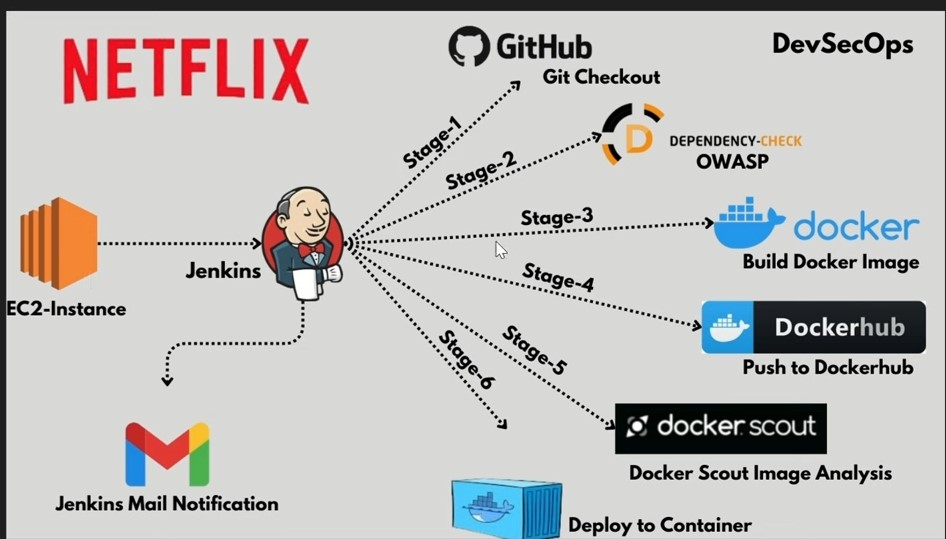 NETFLIX
GitHub
DevSecOps
Git Checkout
Stage-1
DEPENDENCY-CHECK
OWASP
Stage-2
Stage-3
docker
Build Docker Image
Jenkins
EC2-Instance
Stage-4
Dockerhub
Push to Dockerhub
Stage-5
Stage-6
docker scout
Docker Scout Image Analysis
Jenkins Mail Notification
Deploy to Container